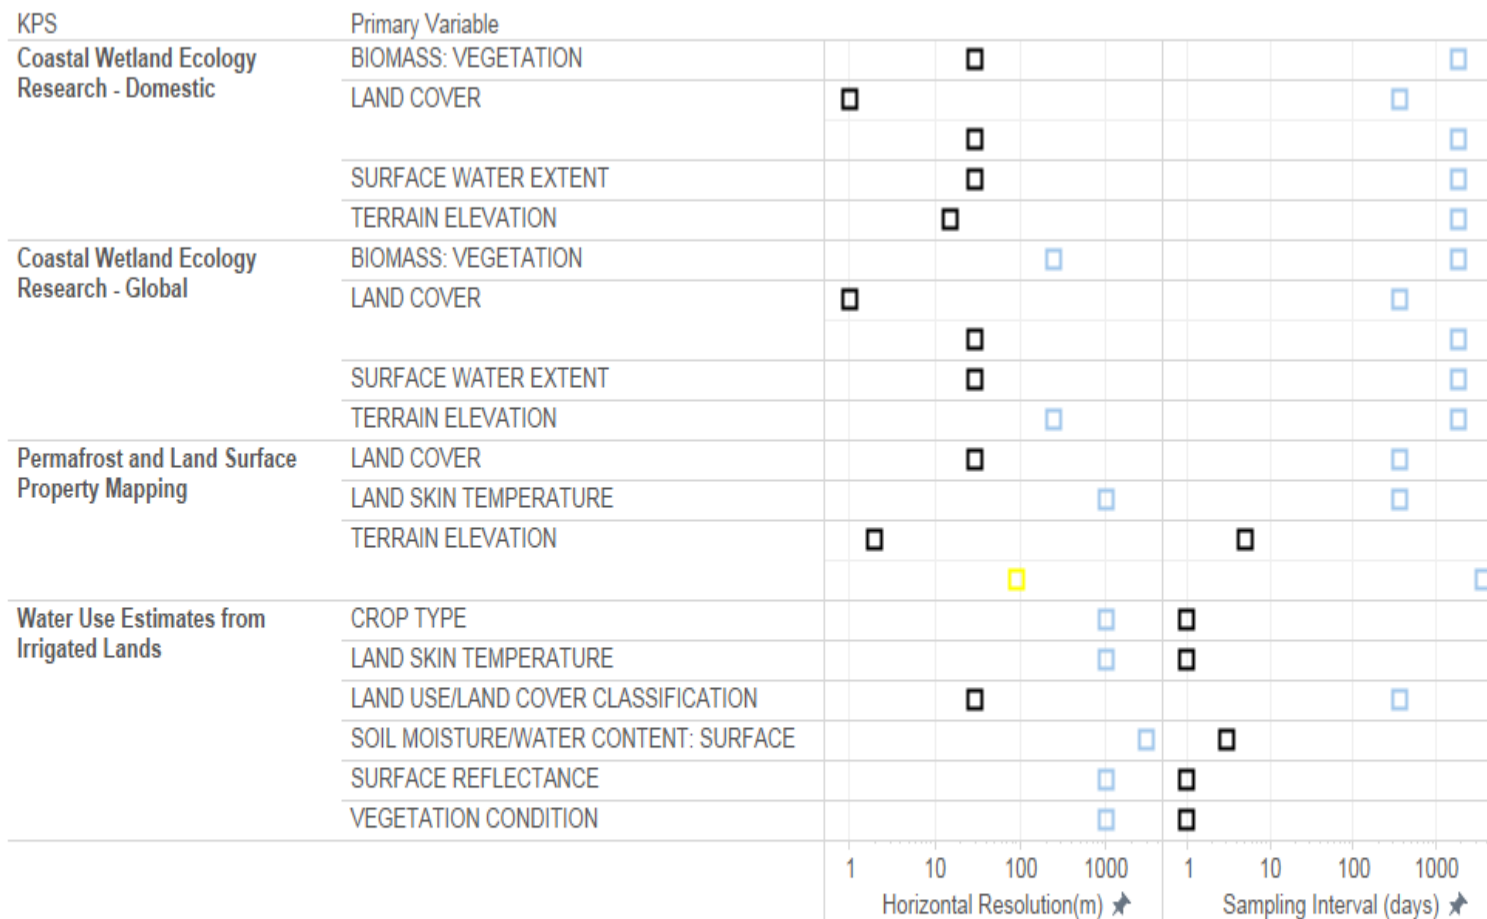 KPS Primary Variable
Coastal Wetland Ecology Research - Domestic
BIOMASS: VEGETATION
LAND COVER
SURFACE WATER EXTENT
TERRAIN ELEVATION
Coastal Wetland Ecology Research - Global
BIOMASS: VEGETATION
LAND COVER
SURFACE WATER EXTENT
TERRAIN ELEVATION
Permafrost and Land Surface Property Mapping
LAND COVER
LAND SKIN TEMPERATURE
TERRAIN ELEVATION
Water Use Estimates from Irrigated Lands
CROP TYPE
LAND SKIN TEMPERATURE
LAND USE/LAND COVER CLASSIFICATION
SOIL MOISTURE/WATER CONTENT: SURFACE
SURFACE REFLECTANCE
VEGETATION CONDITION
1 10 100 1000 1 10 100 1000
Horizontal Resolution(m) Sampling Interval (days)